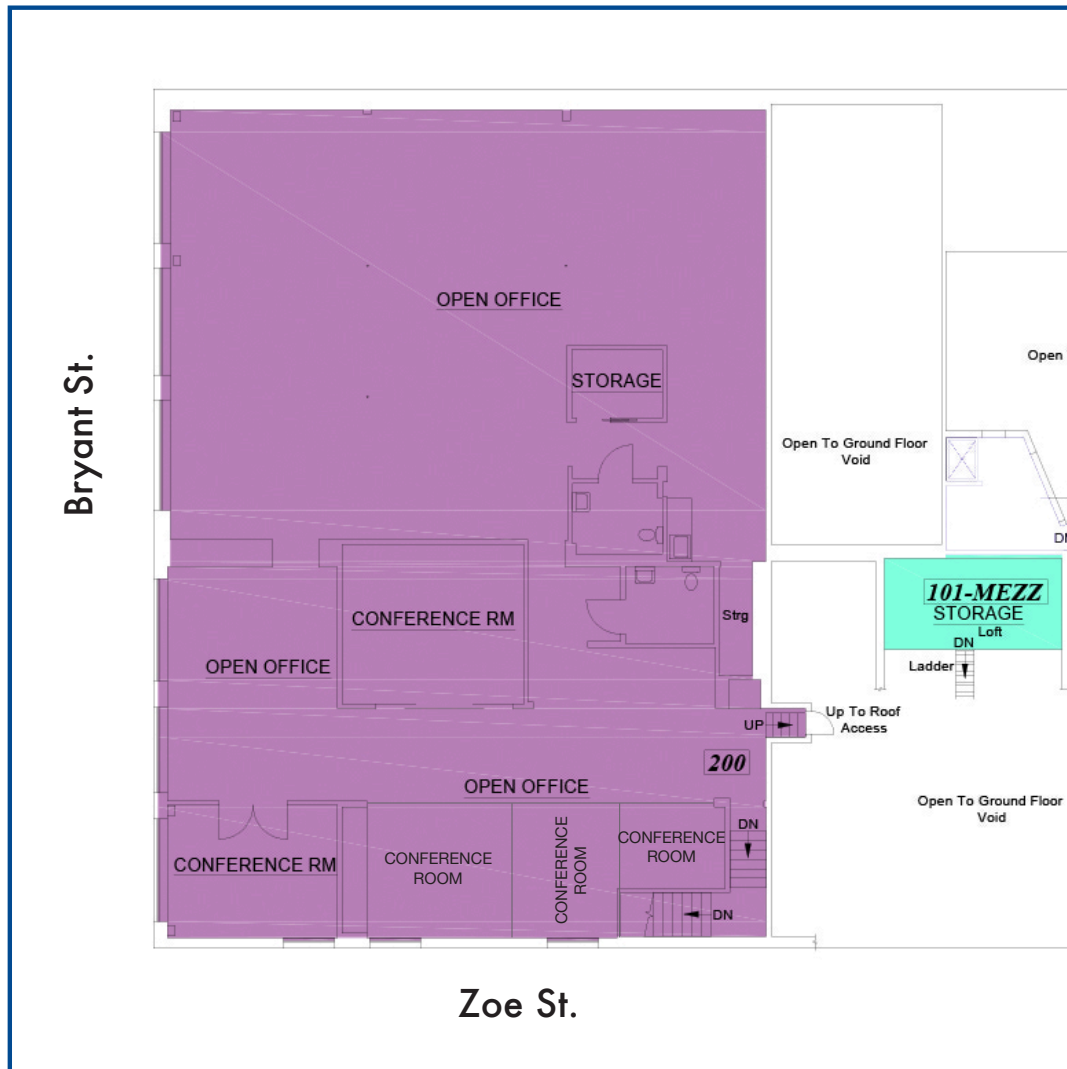 Bryant St.
OPEN OFFICE
STORAGE
Open To Ground Floor
Void
Open
DN
CONFERENCE RM
Strg
101-MEZZ
STORAGE
Loft
DN
Ladder
OPEN OFFICE
UP
Up To Roof
Access
200
OPEN OFFICE
Open To Ground Floor
Void
CONFERENCE RM
CONFERENCE
ROOM
CONFERENCE
ROOM
CONFERENCE
ROOM
DN
DN
Zoe St.